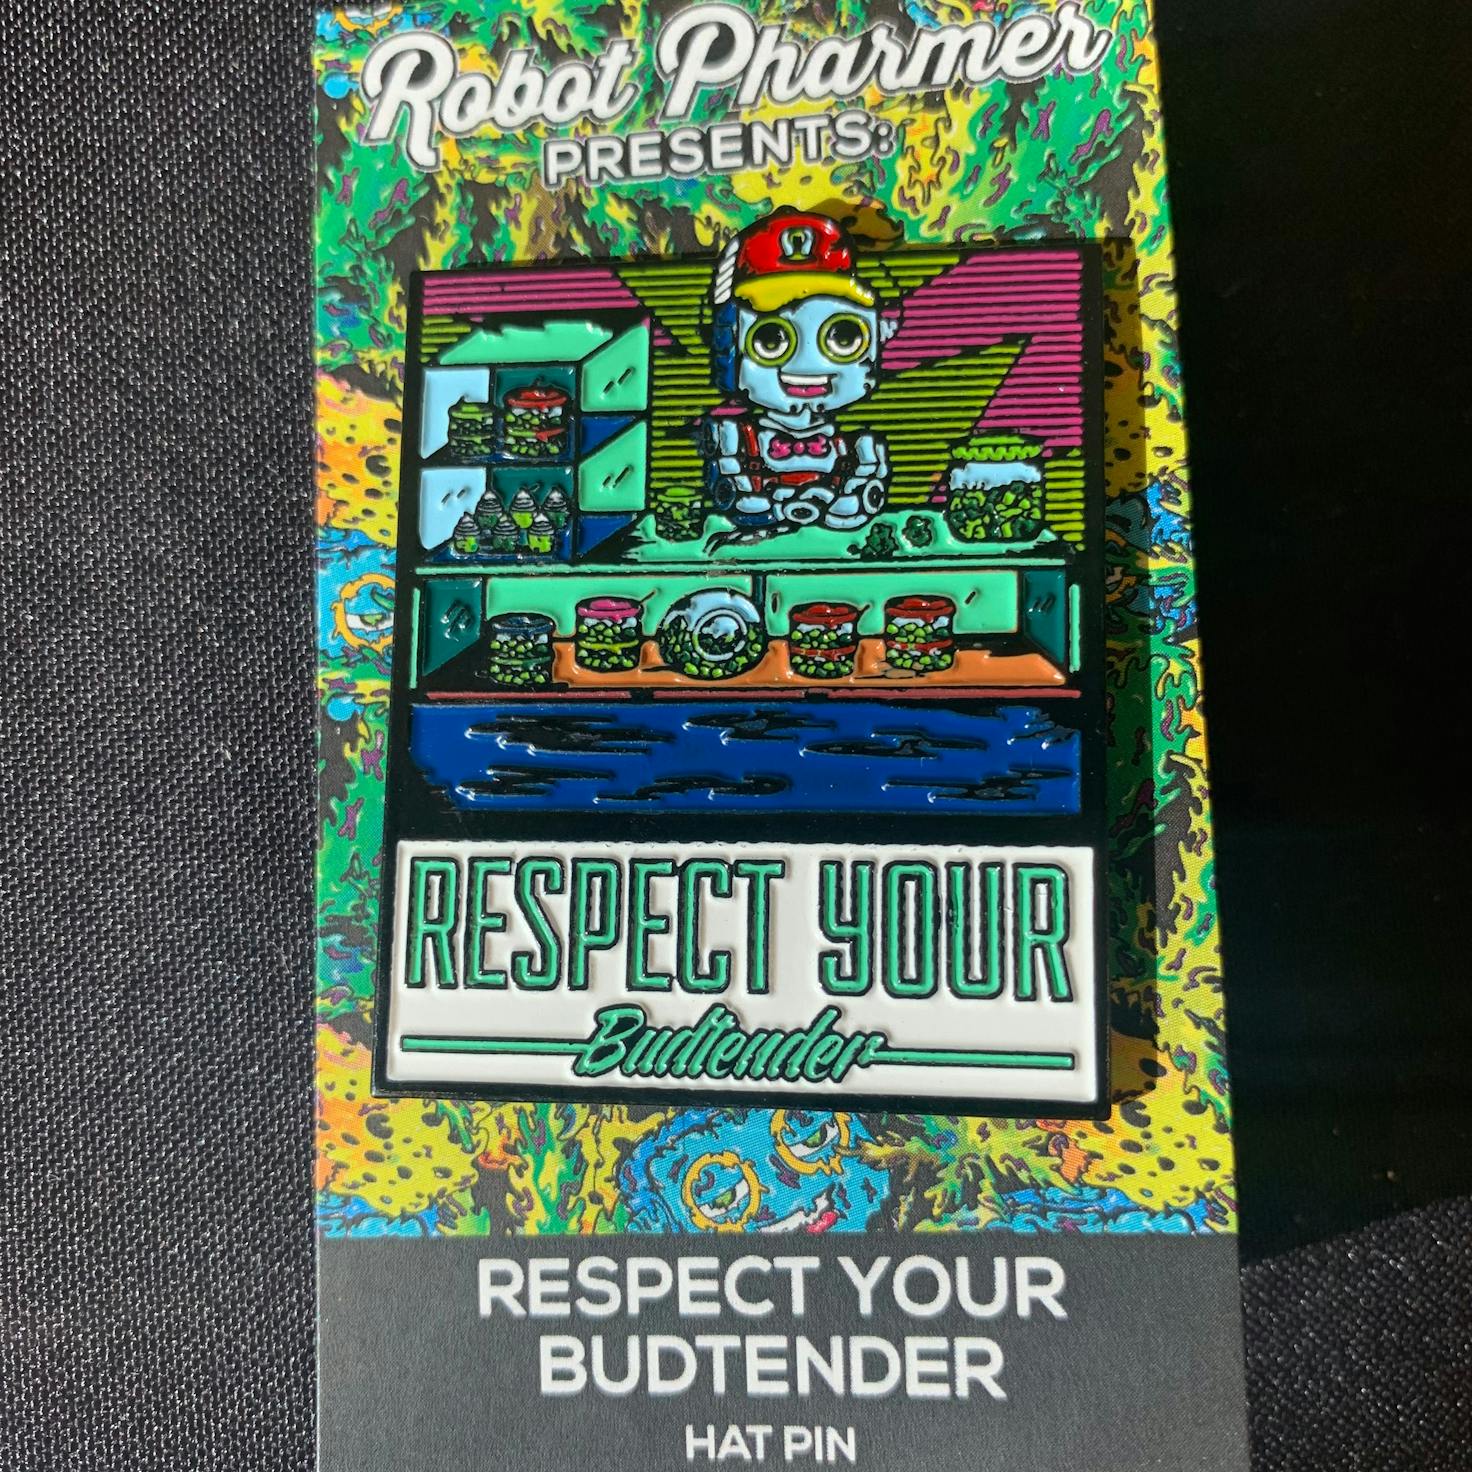 Robot Pharmer
PRESENTS:
RESPECT YOUR
Budtender
RESPECT YOUR
BUDTENDER
HAT PIN